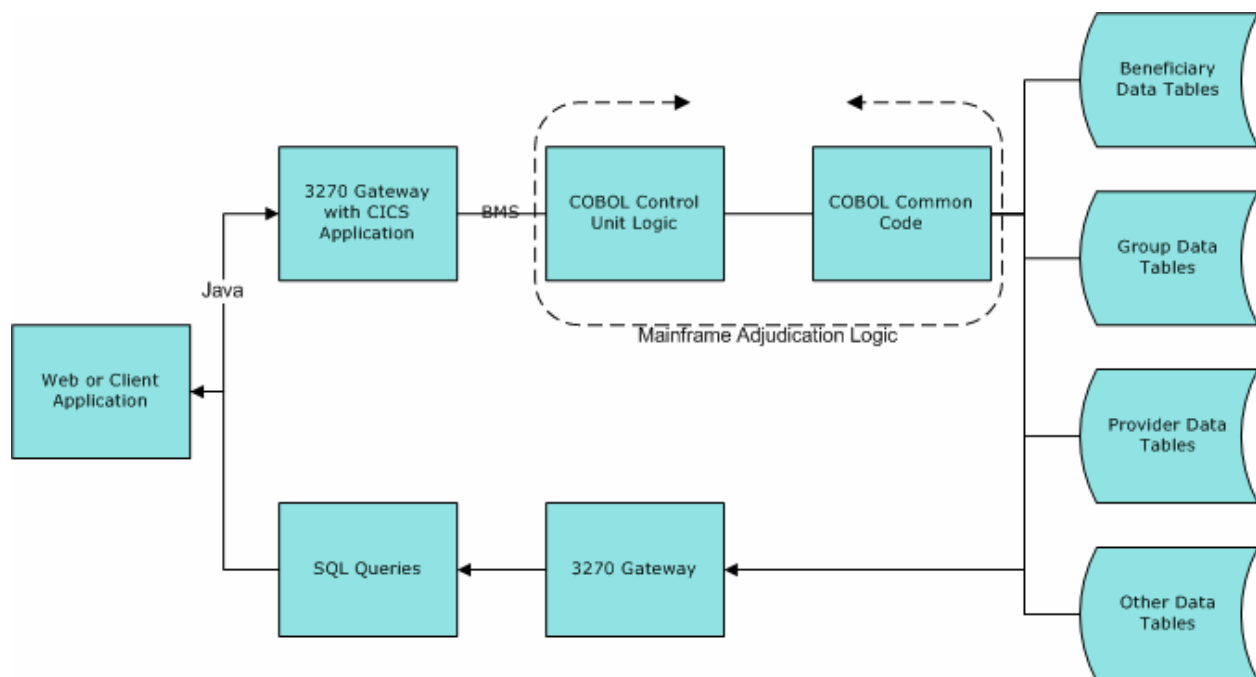 Beneficiary
Data Tables
3270 Gateway
with CICS
Application
BMS
COBOL Control
Unit Logic
COBOL Common
Code
Group Data
Tables
Java
Mainframe Adjudication Logic
Web or Client
Application
Provider Data
Tables
SQL Queries
3270 Gateway
Other Data
Tables